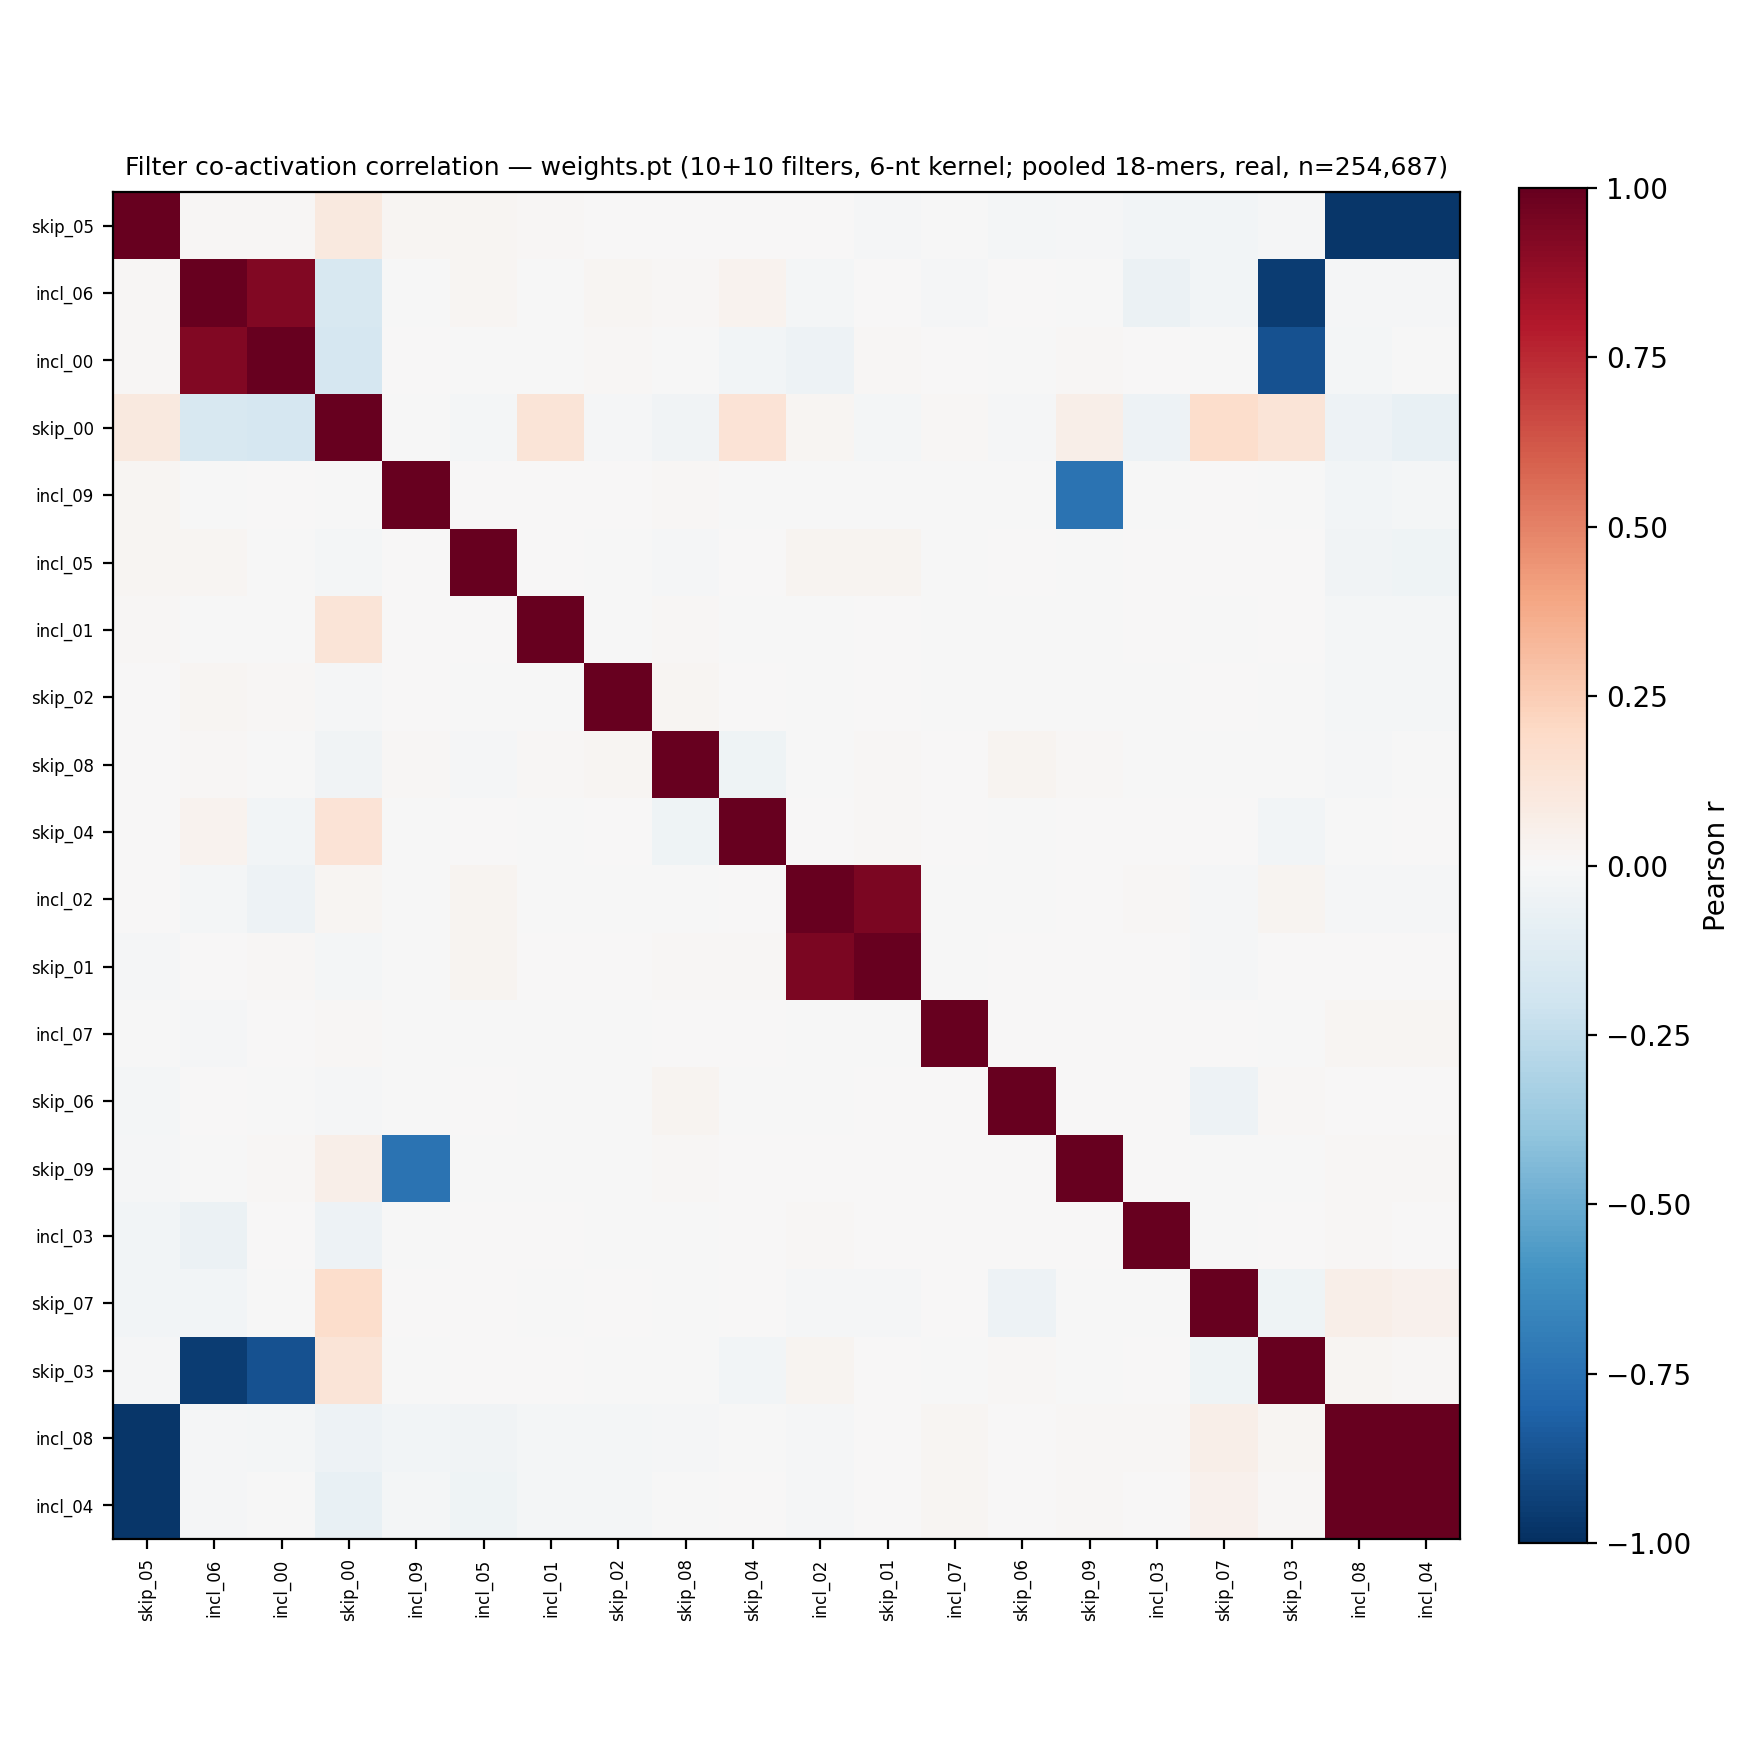 Filter co-activation correlation — weights.pt (10+10 filters, 6-nt kernel; pooled 18-mers, real, n=254,687)
skip_05
incl_06
incl_00
skip_00
incl_09
incl_05
incl_01
skip_02
skip_08
skip_04
incl_02
skip_01
incl_07
skip_06
skip_09
incl_03
skip_07
skip_03
incl_08
incl_04
skip_05 incl_06 incl_00 skip_00 incl_09 incl_05 incl_01 skip_02 skip_08 skip_04 incl_02 skip_01 incl_07 skip_06 skip_09 incl_03 skip_07 skip_03 incl_08 incl_04
1.00
0.75
0.50
0.25
0.00
−0.25
−0.50
−0.75
−1.00
Pearson r